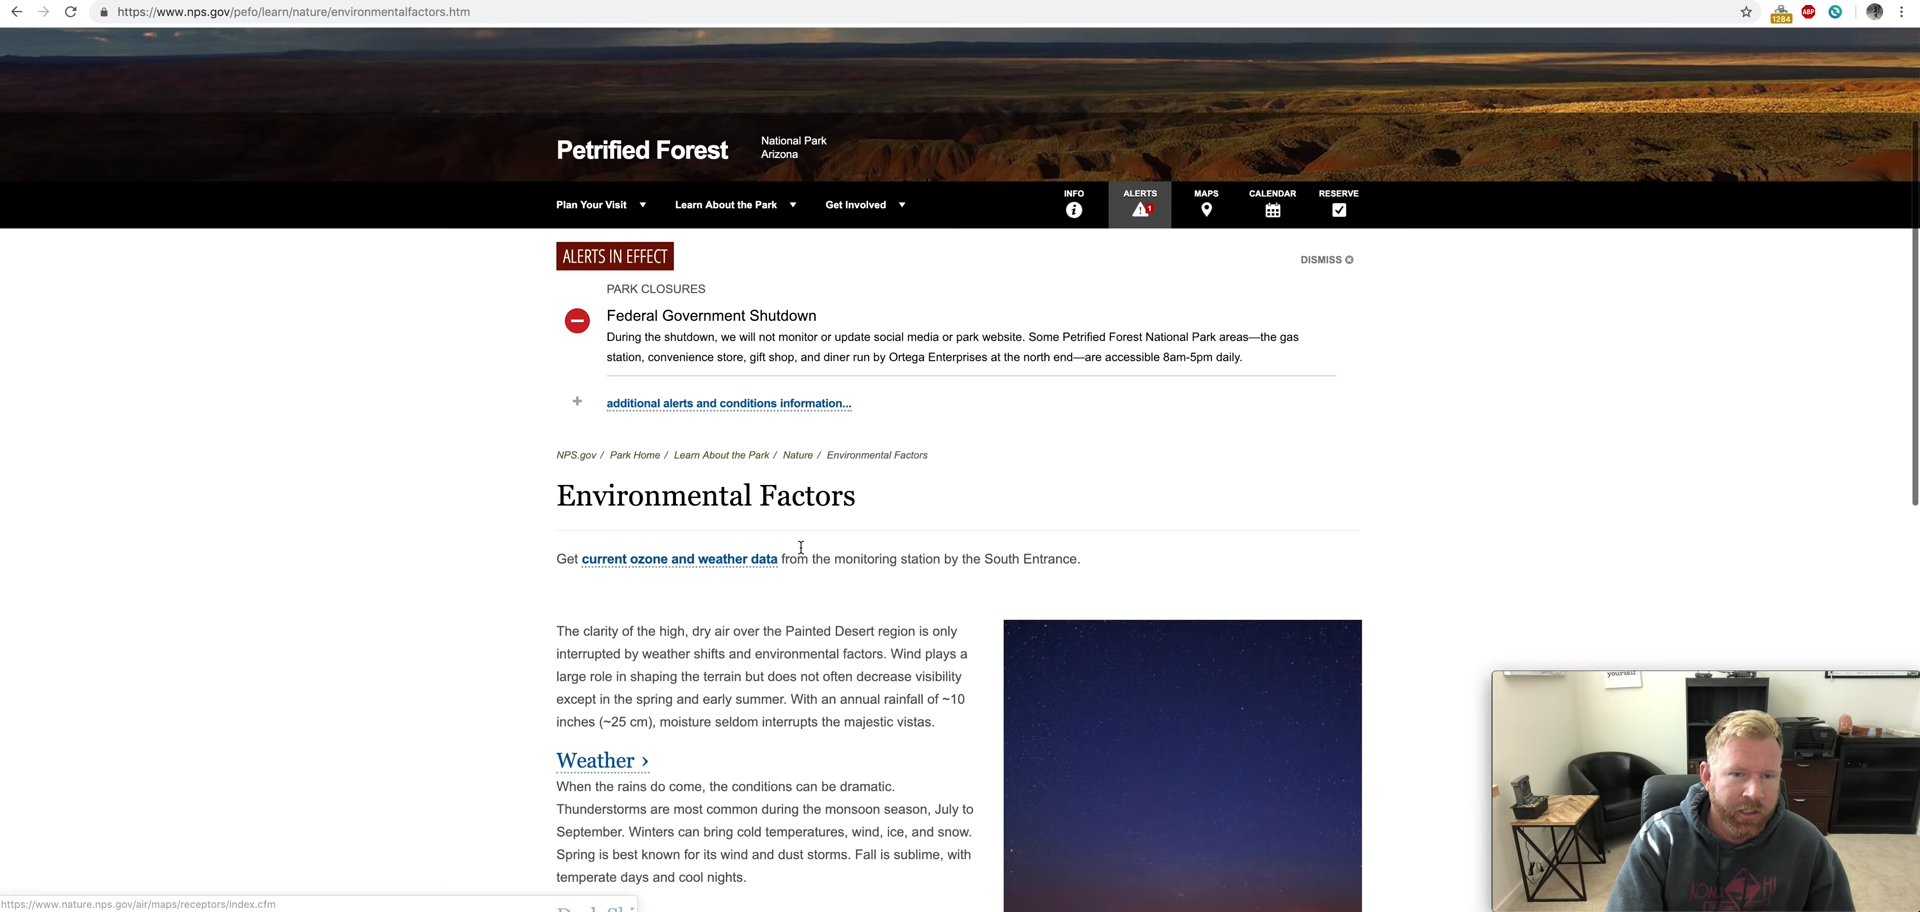 https://www.nps.gov/pefo/learn/nature/environmentalfactors.htm
1284
ABP
Petrified Forest
National Park
Arizona
Plan Your Visit
Learn About the Park
Get Involved
INFO
ALERTS
1
MAPS
CALENDAR
RESERVE
ALERTS IN EFFECT
DISMISS
PARK CLOSURES
Federal Government Shutdown
During the shutdown, we will not monitor or update social media or park website. Some Petrified Forest National Park areas—the gas
station, convenience store, gift shop, and diner run by Ortega Enterprises at the north end—are accessible 8am-5pm daily.
additional alerts and conditions information...
NPS.gov / Park Home / Learn About the Park / Nature / Environmental Factors
Environmental Factors
Get current ozone and weather data from the monitoring station by the South Entrance.
The clarity of the high, dry air over the Painted Desert region is only
interrupted by weather shifts and environmental factors. Wind plays a
large role in shaping the terrain but does not often decrease visibility
except in the spring and early summer. With an annual rainfall of ~10
inches (~25 cm), moisture seldom interrupts the majestic vistas.
Weather ›
When the rains do come, the conditions can be dramatic.
Thunderstorms are most common during the monsoon season, July to
September. Winters can bring cold temperatures, wind, ice, and snow.
Spring is best known for its wind and dust storms. Fall is sublime, with
temperate days and cool nights.
https://www.nature.nps.gov/air/maps/receptors/index.cfm
yourself